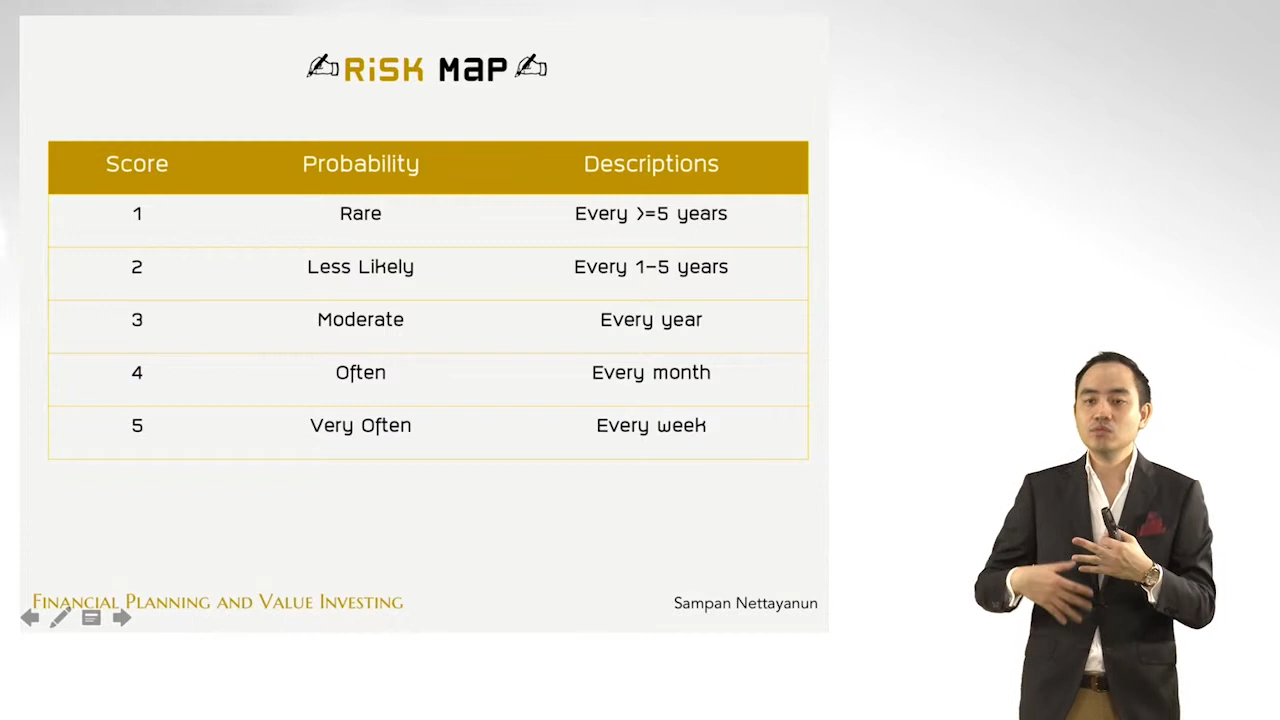 Risk Map
Score Probability Descriptions
1 Rare Every >=5 years
2 Less Likely Every 1-5 years
3 Moderate Every year
4 Often Every month
5 Very Often Every week
Financial Planning and Value Investing
Sampan Nettayanun